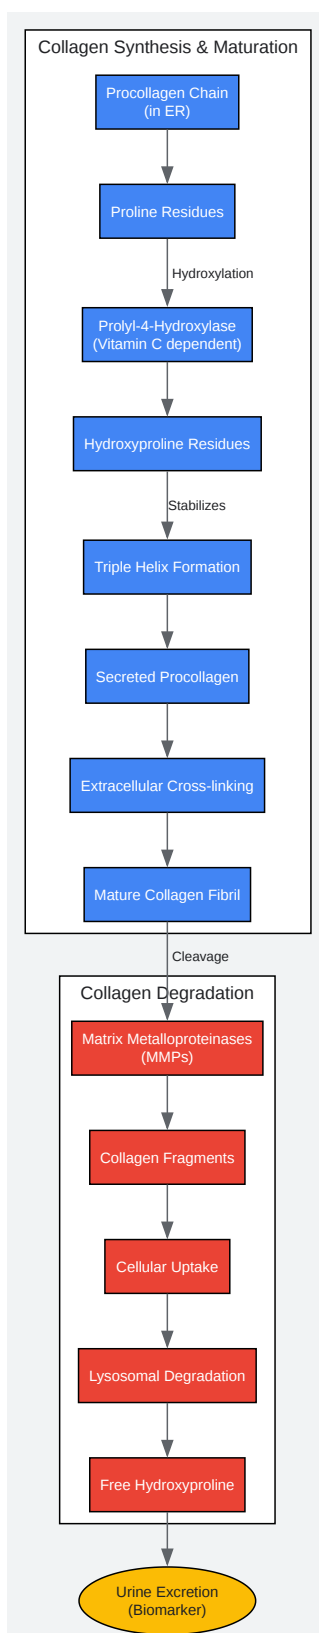 Collagen Synthesis & Maturation
Procollagen Chain
(in ER)
Proline Residues
Hydroxylation
Prolyl-4-Hydroxylase
(Vitamin C dependent)
Hydroxyproline Residues
Stabilizes
Triple Helix Formation
Secreted Procollagen
Extracellular Cross-linking
Mature Collagen Fibril
Cleavage
Collagen Degradation
Matrix Metalloproteinases
(MMPs)
Collagen Fragments
Cellular Uptake
Lysosomal Degradation
Free Hydroxyproline
Urine Excretion
(Biomarker)